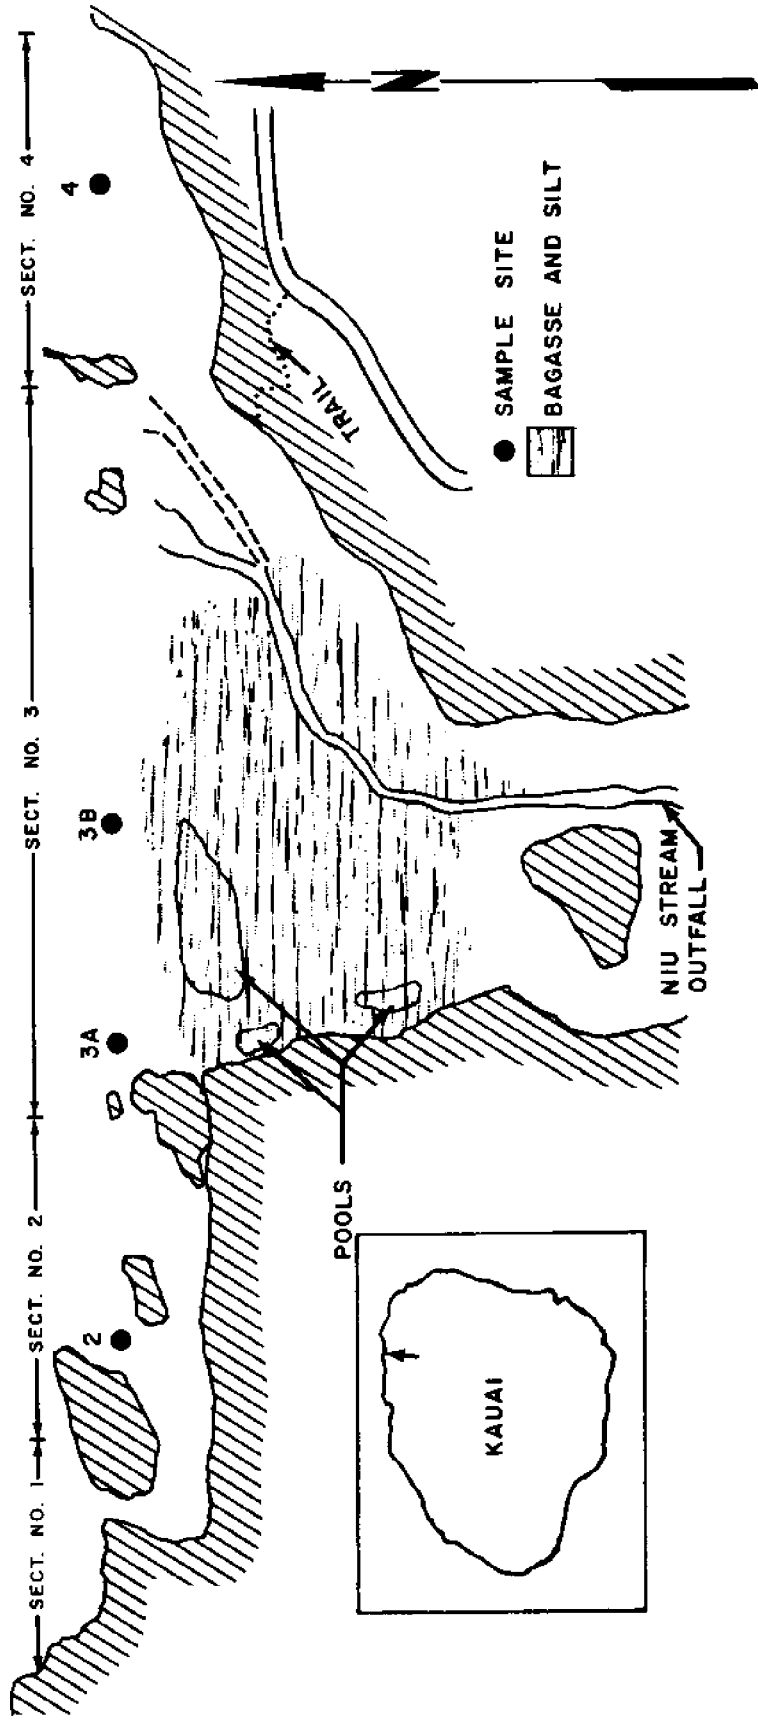 SECT. NO. 1
SECT. NO. 2
SECT. NO. 3
SECT. NO. 4
2
3A
3B
4
N
TRAIL
POOLS
SAMPLE SITE
BAGASSE AND SILT
NIU STREAM
OUTFALL
KAUAI